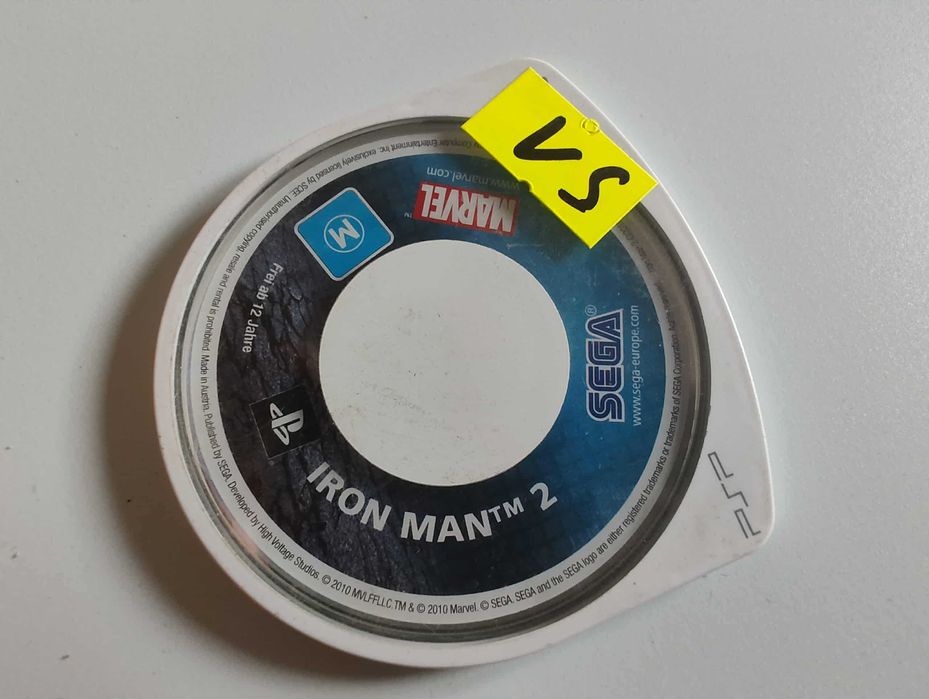 VS
MARVEL
www.marvel.com
M
Frei ab 12 Jahre
SEGA®
www.sega-europe.com
IRON MAN™ 2
PSP
exclusively licensed by SCEE. Unauthorised copying, resale and rental is prohibited. Made in Austria. Published by SEGA. Developed by High Voltage Studios. © 2010 MVLFFLLC. TM & © 2010 Marvel. © SEGA. SEGA and the SEGA logo are either registered trademarks or trademarks of SEGA Corporation.
Computer Entertainment Inc.